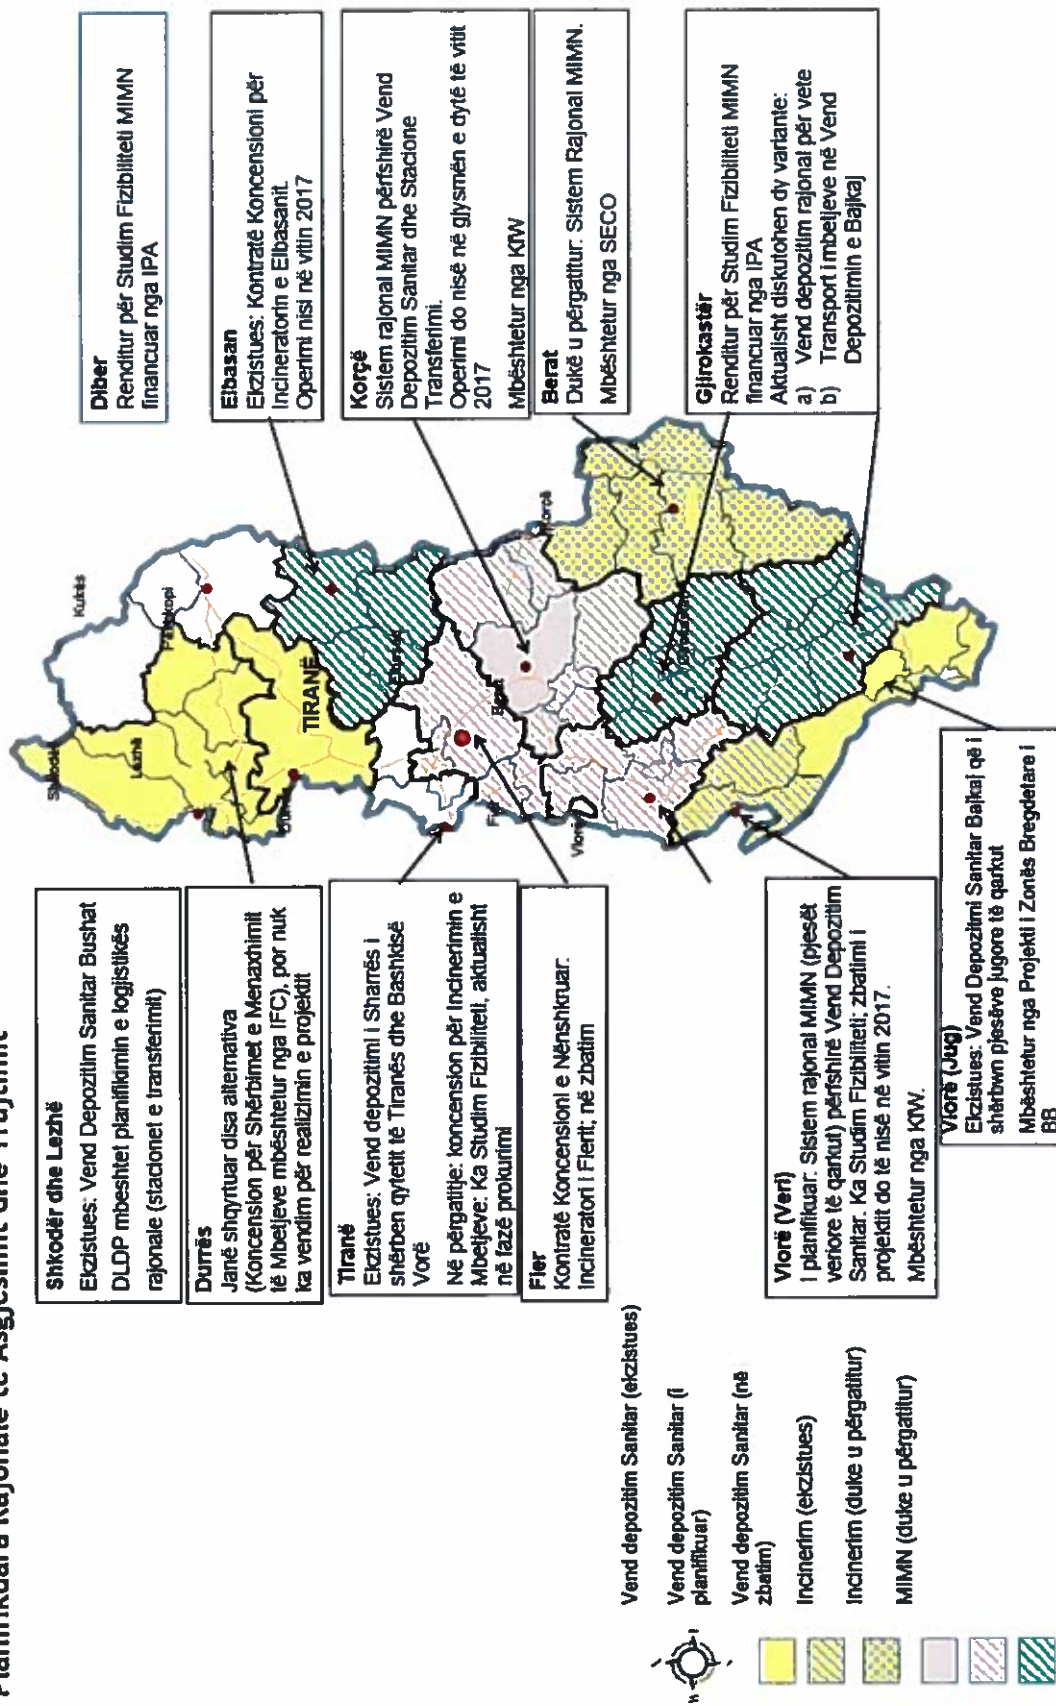 Planifikuara Rajonale të Asgjësimit dhe Trajtimit
Shkodër dhe Lezhë
Ekzistues: Vend Depozitim Sanitar Bushat
DLDP mbeshtet planifikimin e logjistikës
rajonale (stacionet e transferimit)
Durrës
Janë shqyrtuar disa alternativa
(Koncension për Shërbimet e Menaxhimit
të Mbetjeve mbështetur nga IFC), por nuk
ka vendim për realizimin e projektit
Tiranë
Ekzistues: Vend depozitimi i Sharrës i
shërben qytetit të Tiranës dhe Bashkisë
Vorë
Në përgatitje: koncension për Incinerimin e
Mbetjeve: Ka Studim Fizibiliteti, aktualisht
në fazë prokurimi
Fier
Kontratë Koncensioni e Nënshkruar:
Incineratori i Fierit; në zbatim
Vlorë (Veri)
I planifikuar: Sistem rajonal MIMN (pjesët
veriore të qarkut) përfshirë Vend Depozitim
Sanitar. Ka Studim Fizibiliteti; zbatimi i
projektit do të nisë në vitin 2017.
Mbështetur nga KfW.
Vlorë (Jug)
Ekzistues: Vend Depozitmi Sanitar Bajkaj që i
shërbwn pjesëve jugore të qarkut
Mbështetur nga Projekti i Zonës Bregdetare i
BB
Diber
Renditur për Studim Fizibiliteti MIMN
financuar nga IPA
Elbasan
Ekzistues: Kontratë Koncensioni për
Incineratorin e Elbasanit.
Operimi nisi në vitin 2017
Korçë
Sistem rajonal MIMN përfshirë Vend
Depozitim Sanitar dhe Stacione
Transferimi.
Operimi do nisë në gjysmën e dytë të vitit
2017
Mbështetur nga KfW
Berat
Dukë u përgatitur: Sistem Rajonal MIMN.
Mbështetur nga SECO
Gjirokastër
Renditur për Studim Fizibiliteti MIMN
financuar nga IPA
Aktualisht diskutohen dy variante:
a) Vend depozitim rajonal për vete
b) Transport i mbetjeve në Vend
Depozitimin e Bajkaj
Kukës
Lezhë
TIRANË
Fier
Vlorë
Korçë
Vend depozitim Sanitar (ekzistues)
Vend depozitim Sanitar (i
planifikuar)
Vend depozitim Sanitar (në
zbatim)
Incinerim (ekzistues)
Incinerim (duke u përgatitur)
MIMN (duke u përgatitur)